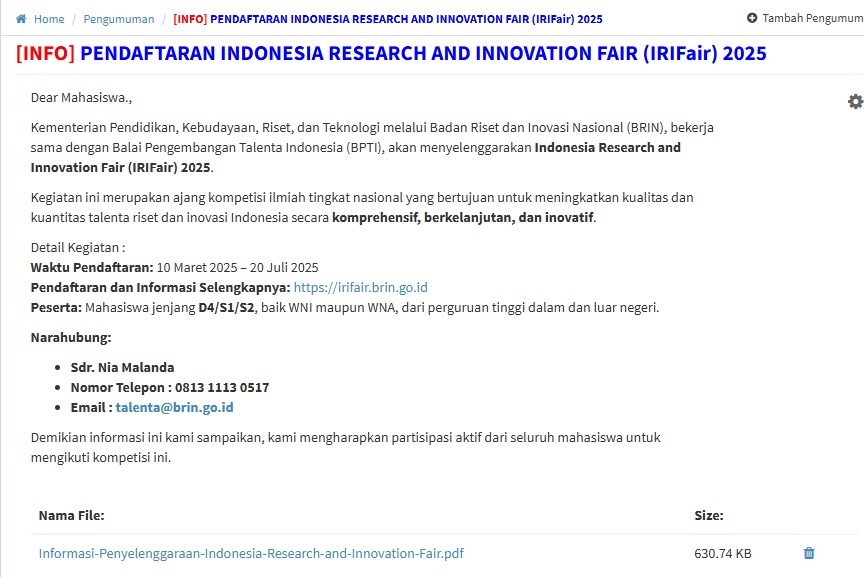 Home / Pengumuman / [INFO] PENDAFTARAN INDONESIA RESEARCH AND INNOVATION FAIR (IRIFair) 2025
Tambah Pengumum
[INFO] PENDAFTARAN INDONESIA RESEARCH AND INNOVATION FAIR (IRIFair) 2025
Dear Mahasiswa.,
Kementerian Pendidikan, Kebudayaan, Riset, dan Teknologi melalui Badan Riset dan Inovasi Nasional (BRIN), bekerja
sama dengan Balai Pengembangan Talenta Indonesia (BPTI), akan menyelenggarakan Indonesia Research and
Innovation Fair (IRIFair) 2025.
Kegiatan ini merupakan ajang kompetisi ilmiah tingkat nasional yang bertujuan untuk meningkatkan kualitas dan
kuantitas talenta riset dan inovasi Indonesia secara komprehensif, berkelanjutan, dan inovatif.
Detail Kegiatan :
Waktu Pendaftaran: 10 Maret 2025 – 20 Juli 2025
Pendaftaran dan Informasi Selengkapnya: https://irifair.brin.go.id
Peserta: Mahasiswa jenjang D4/S1/S2, baik WNI maupun WNA, dari perguruan tinggi dalam dan luar negeri.
Narahubung:
• Sdr. Nia Malanda
• Nomor Telepon : 0813 1113 0517
• Email : talenta@brin.go.id
Demikian informasi ini kami sampaikan, kami mengharapkan partisipasi aktif dari seluruh mahasiswa untuk
mengikuti kompetisi ini.
Nama File: Size:
Informasi-Penyelenggaraan-Indonesia-Research-and-Innovation-Fair.pdf 630.74 KB